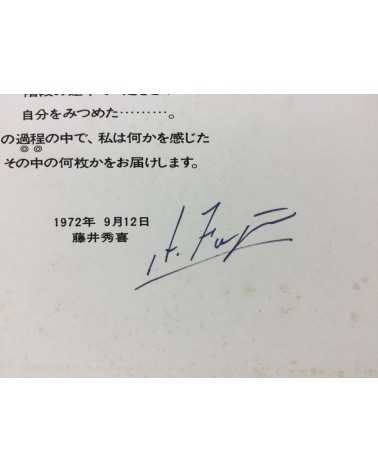 自分をみつめた………。
の過程の中で、私は何かを感じた
その中の何枚かをお届けします。
1972年 9月12日
藤井秀喜
H. Fuji